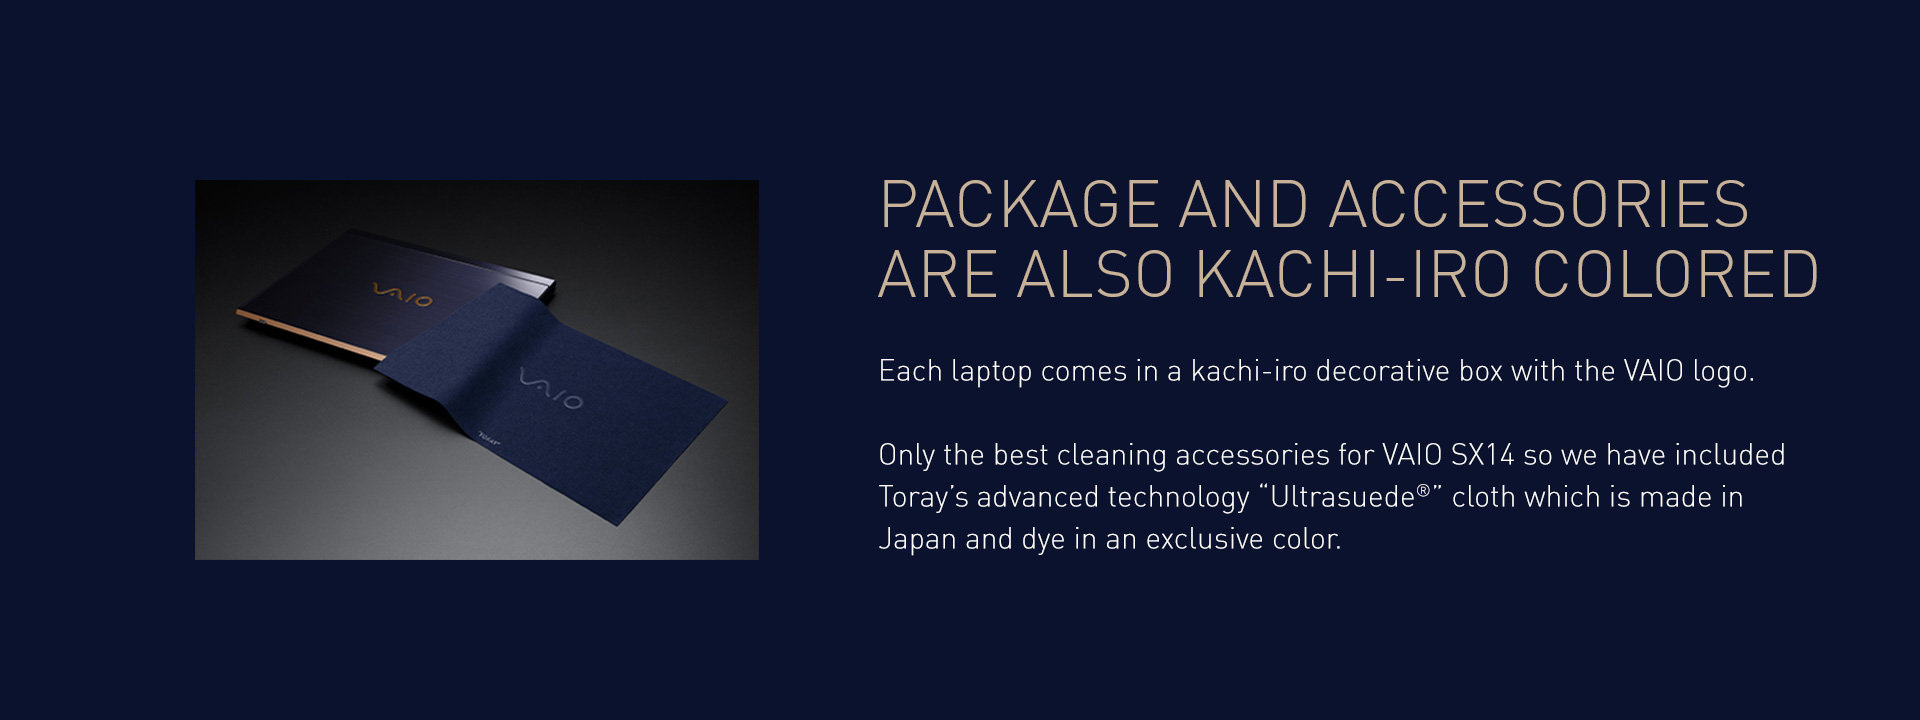 VAIO
VAIO
"TORAY"
PACKAGE AND ACCESSORIES
ARE ALSO KACHI-IRO COLORED
Each laptop comes in a kachi-iro decorative box with the VAIO logo.
Only the best cleaning accessories for VAIO SX14 so we have included
Toray’s advanced technology “Ultrasuede®” cloth which is made in
Japan and dye in an exclusive color.